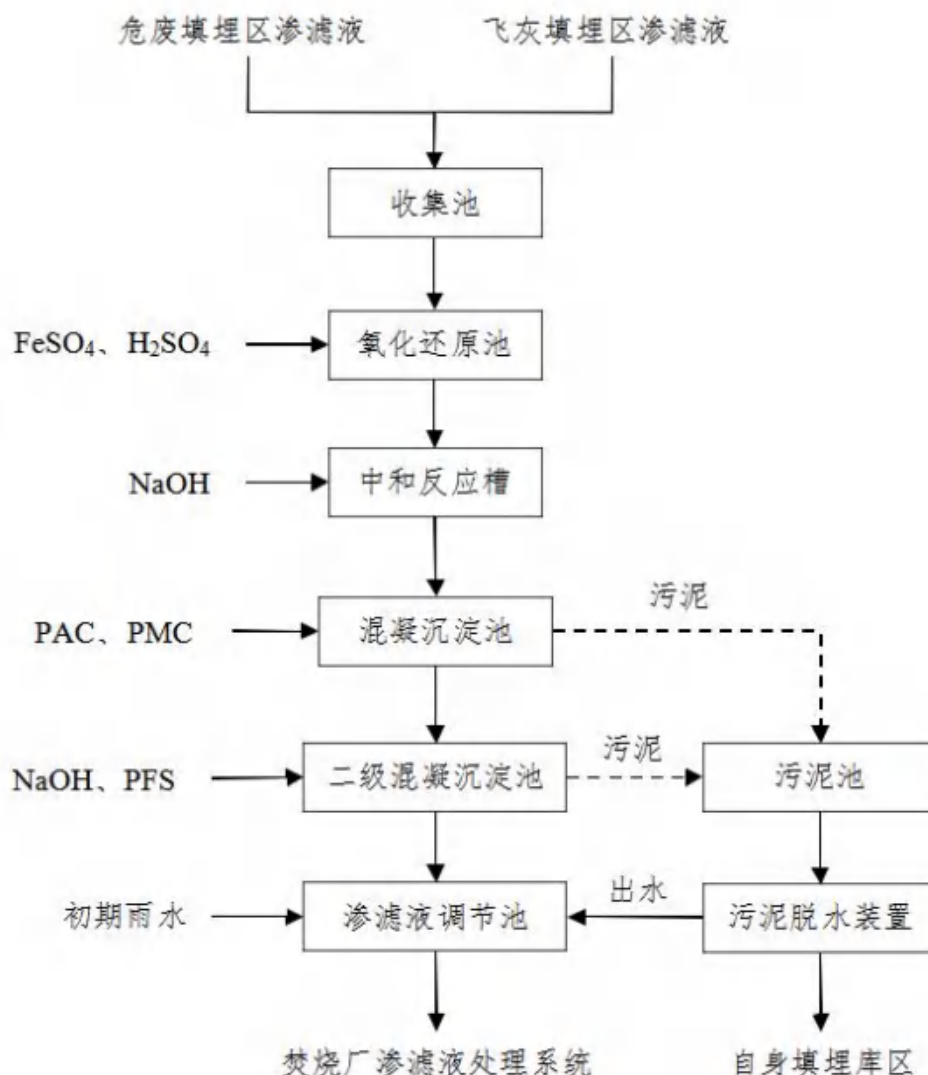 危废填埋区渗滤液 飞灰填埋区渗滤液
收集池
FeSO₄、H₂SO₄ 氧化还原池
NaOH 中和反应槽
污泥
PAC、PMC 混凝沉淀池
污泥
NaOH、PFS 二级混凝沉淀池 污泥池
出水
初期雨水 渗滤液调节池 污泥脱水装置
焚烧厂渗滤液处理系统 自身填埋库区